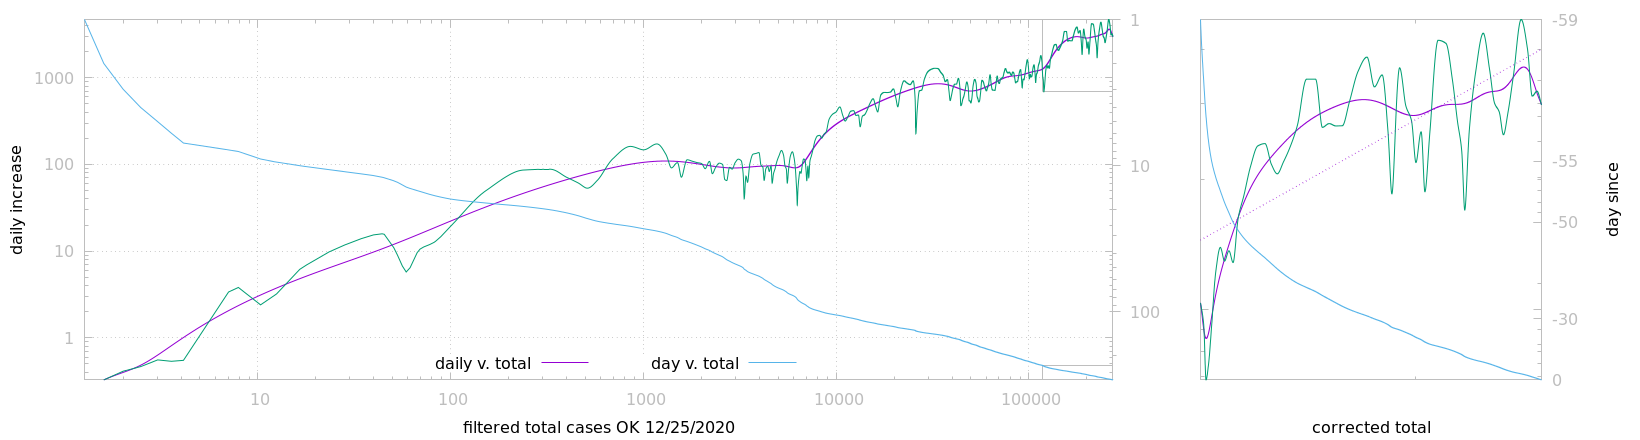 daily increase
1000
100
10
1
daily v. total
day v. total
10
100
1000
10000
100000
filtered total cases OK 12/25/2020
1
10
100
-59
-55
-50
-30
0
day since
corrected total